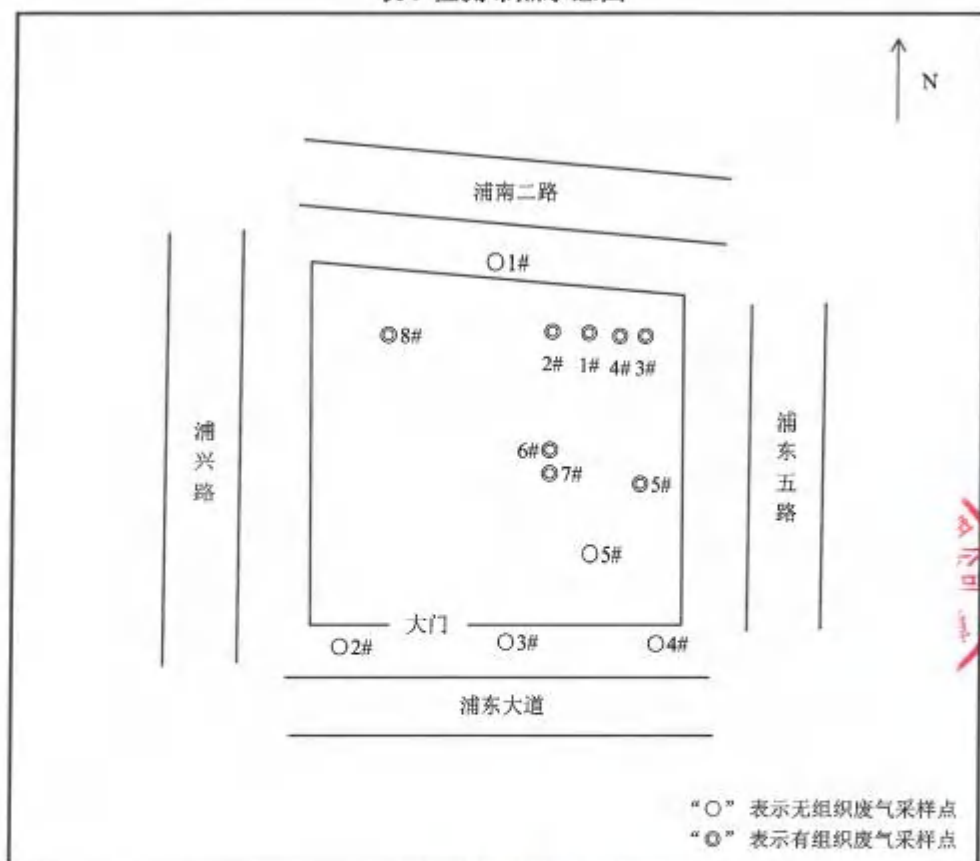 N
浦南二路
○1#
◎8#
2# 1# 4# 3#
浦兴路
浦东五路
6#◎
◎7#
◎5#
○5#
大门
○2#
○3#
○4#
浦东大道
“○” 表示无组织废气采样点
“◎” 表示有组织废气采样点